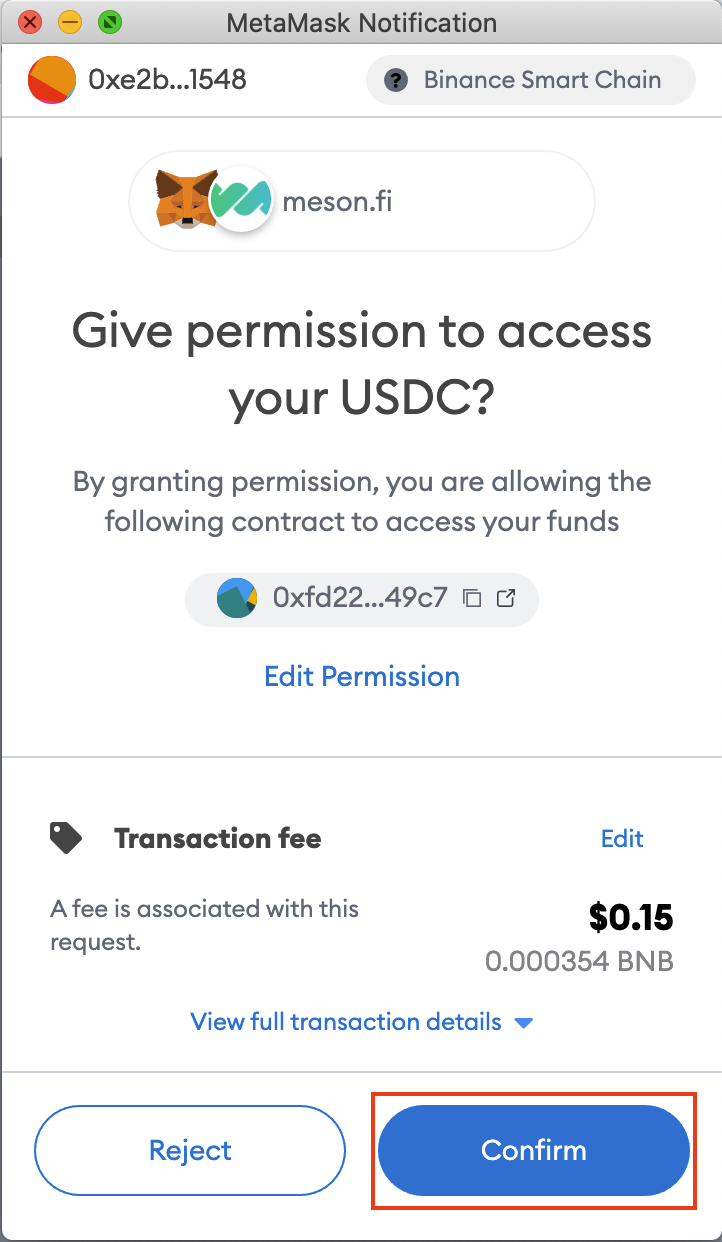 MetaMask Notification
0xe2b...1548
? Binance Smart Chain
meson.fi
Give permission to access
your USDC?
By granting permission, you are allowing the
following contract to access your funds
0xfd22...49c7
Edit Permission
Transaction fee
Edit
A fee is associated with this
request.
$0.15
0.000354 BNB
View full transaction details
Reject
Confirm